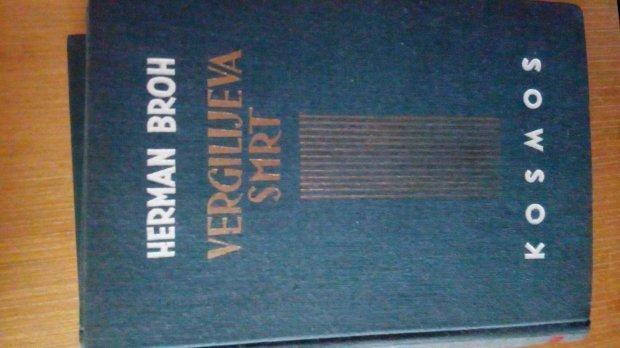 HERMAN BROH
VERGILIJEVA
SMRT
KOSMOS